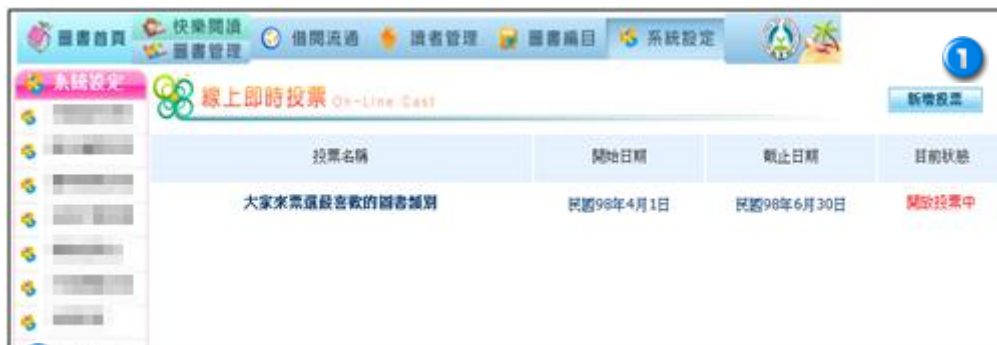 圖書首頁
快樂閱讀
圖書管理
借閱流通
讀者管理
圖書編目
系統設定
1
系統設定
線上即時投票 On-Line Cast
新增投票
投票名稱 開始日期 截止日期 目前狀態
大家來票選最喜歡的圖書類別 民國98年4月1日 民國98年6月30日 開放投票中